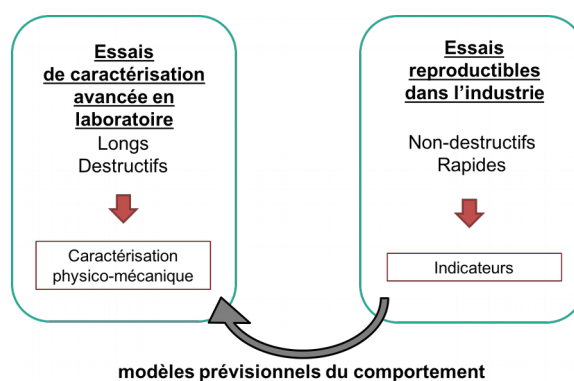 Essais
de caractérisation
avancée en
laboratoire
Longs
Destructifs
Caractérisation
physico-mécanique
Essais
reproductibles
dans l'industrie
Non-destructifs
Rapides
Indicateurs
modèles prévisionnels du comportement